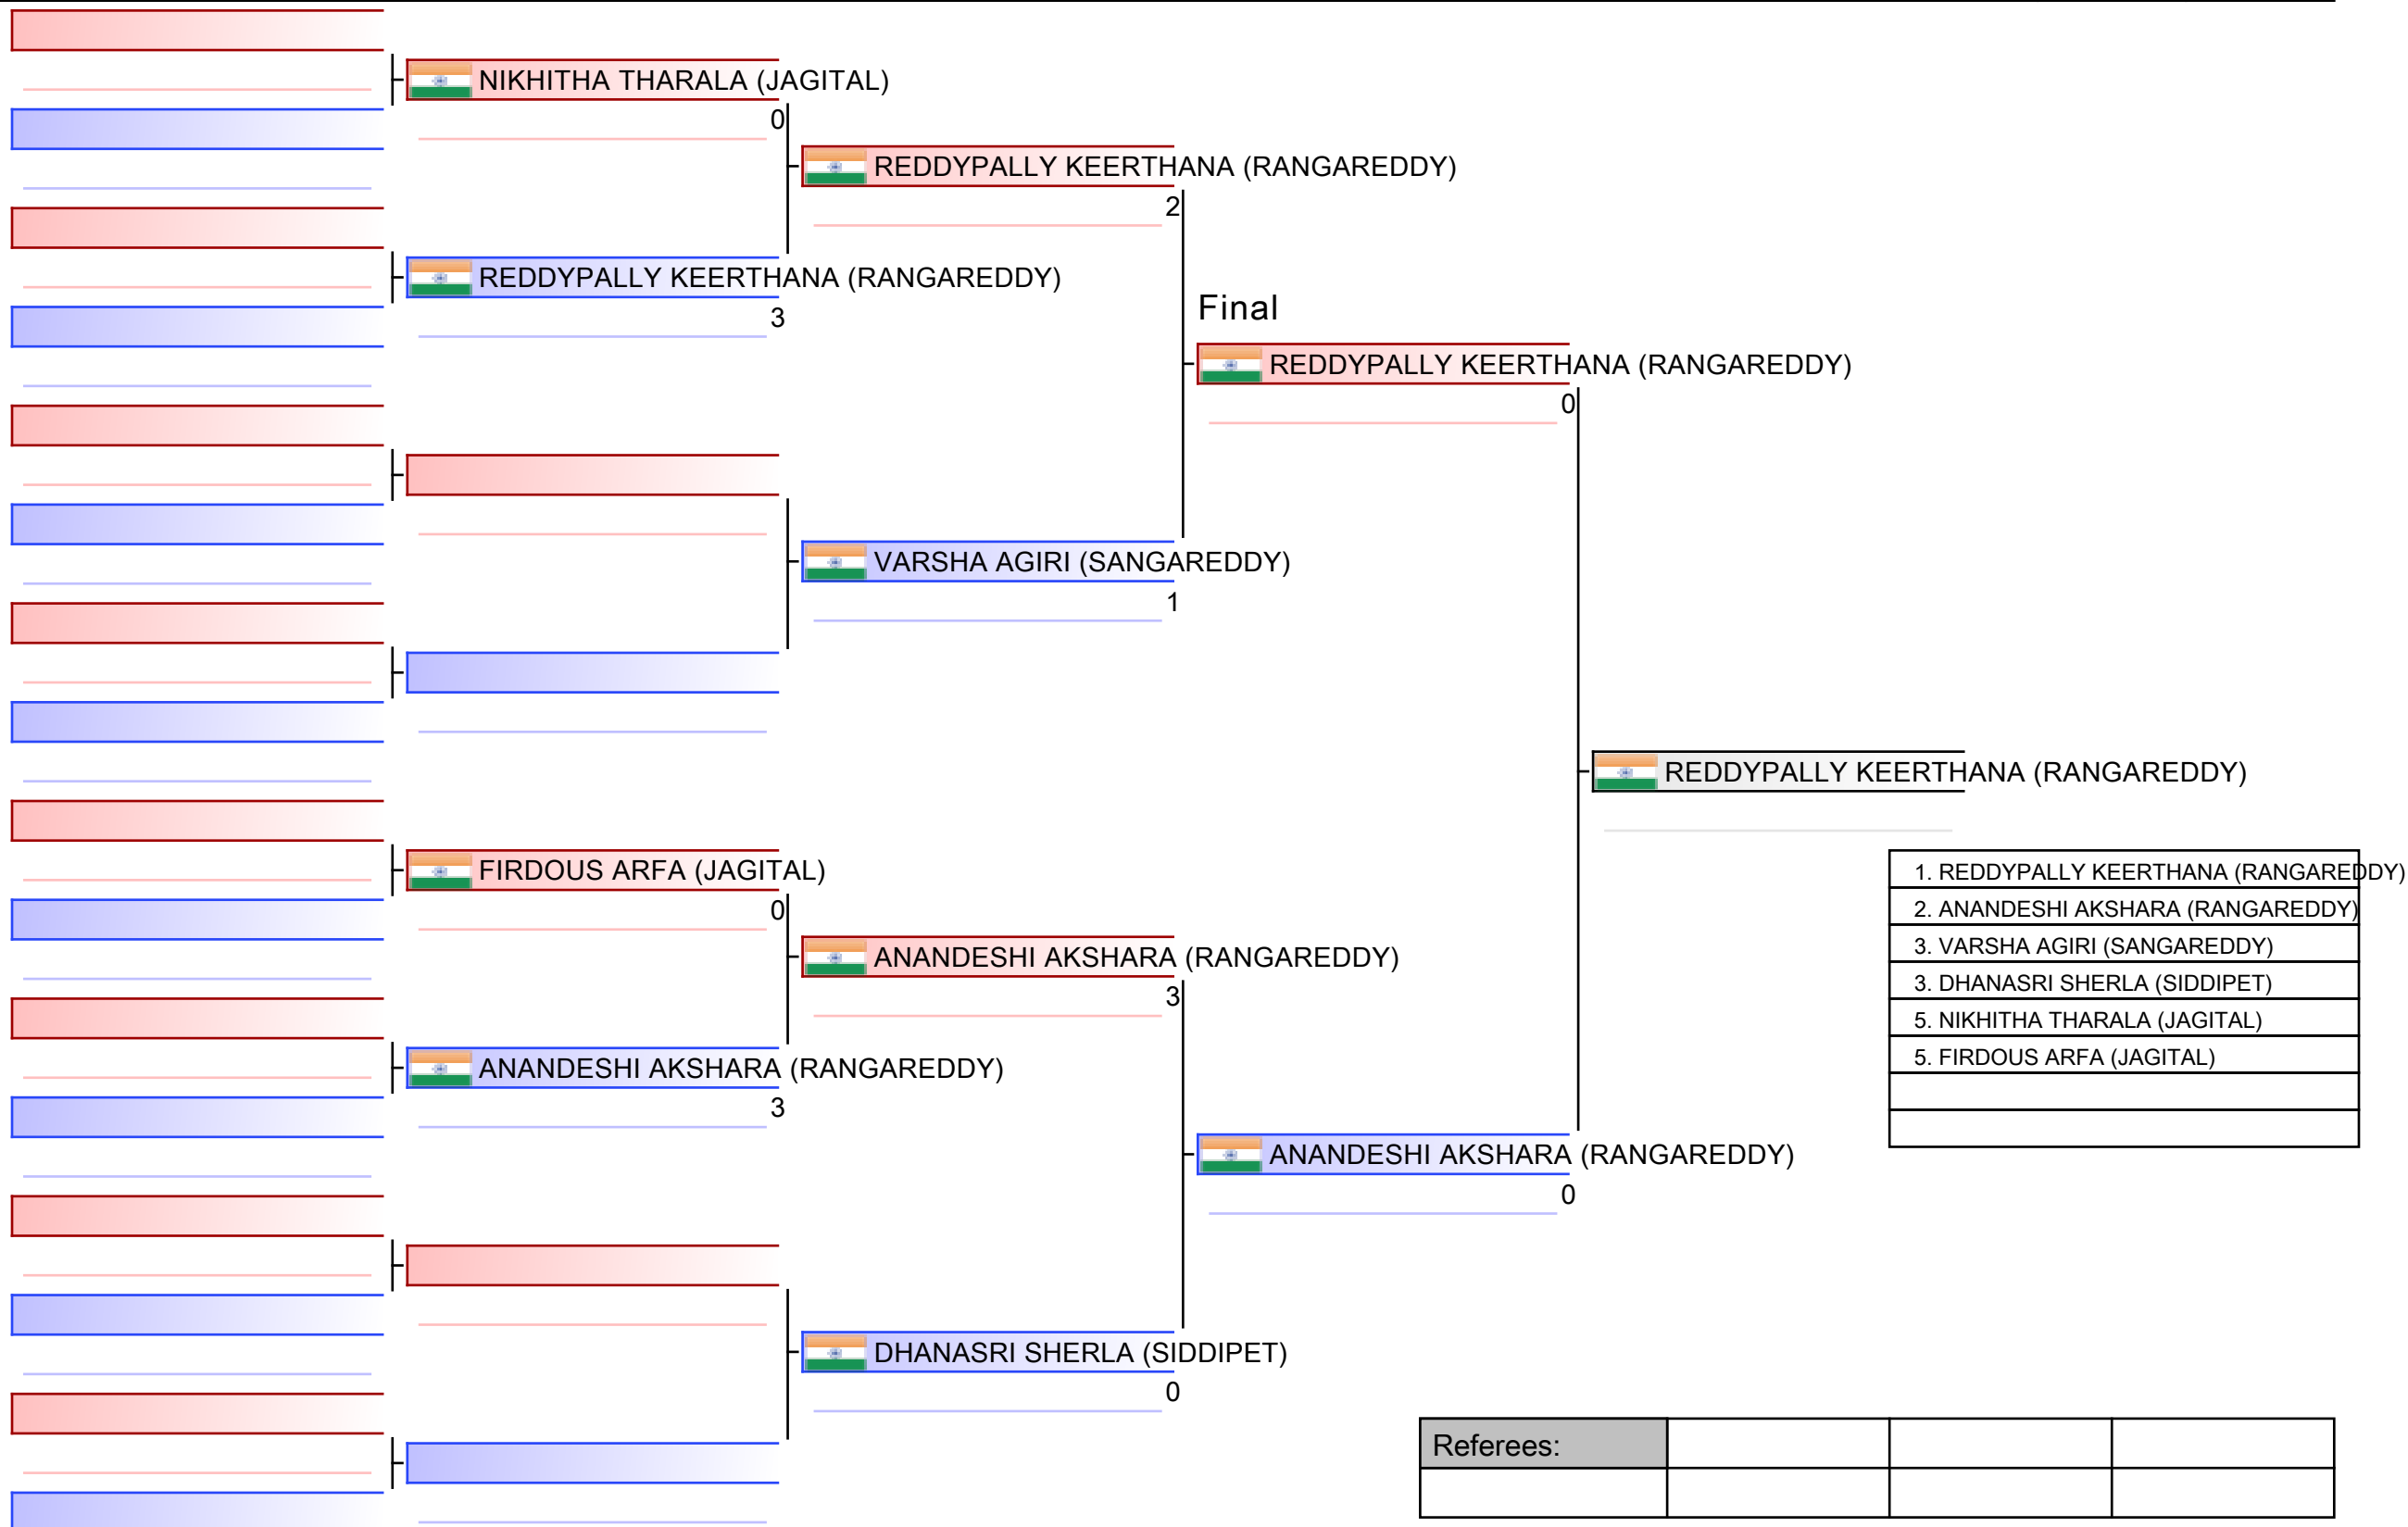 NIKHITHA THARALA (JAGITAL)
0
REDDYPALLY KEERTHANA (RANGAREDDY)
2
REDDYPALLY KEERTHANA (RANGAREDDY)
3
Final
REDDYPALLY KEERTHANA (RANGAREDDY)
0
VARSHA AGIRI (SANGAREDDY)
1
REDDYPALLY KEERTHANA (RANGAREDDY)
FIRDOUS ARFA (JAGITAL)
0
ANANDESHI AKSHARA (RANGAREDDY)
3
ANANDESHI AKSHARA (RANGAREDDY)
3
ANANDESHI AKSHARA (RANGAREDDY)
0
DHANASRI SHERLA (SIDDIPET)
0
1. REDDYPALLY KEERTHANA (RANGAREDDY)
2. ANANDESHI AKSHARA (RANGAREDDY)
3. VARSHA AGIRI (SANGAREDDY)
3. DHANASRI SHERLA (SIDDIPET)
5. NIKHITHA THARALA (JAGITAL)
5. FIRDOUS ARFA (JAGITAL)
Referees: